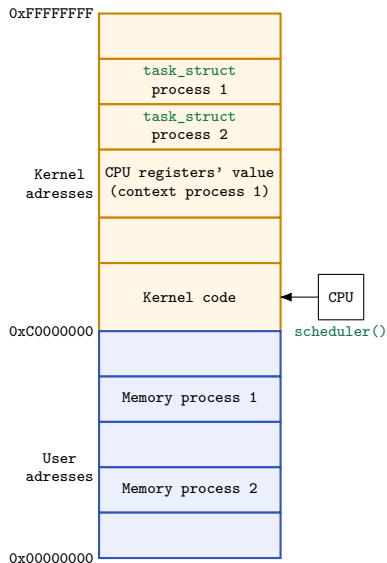 0xFFFFFFFF
task_struct
process 1
task_struct
process 2
Kernel
adresses
CPU registers' value
(context process 1)
Kernel code
CPU
0xC0000000
scheduler()
Memory process 1
User
adresses
Memory process 2
0x00000000